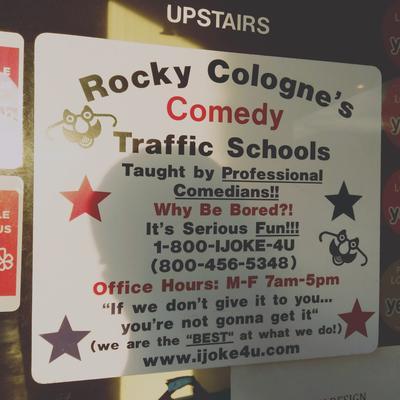 UPSTAIRS
Rocky Cologne's
Comedy
Traffic Schools
Taught by Professional
Comedians!!
Why Be Bored?!
It's Serious Fun!!!
1-800-IJOKE-4U
(800-456-5348)
Office Hours: M-F 7am-5pm
"If we don't give it to you...
you're not gonna get it"
(we are the "BEST" at what we do!)
www.ijoke4u.com